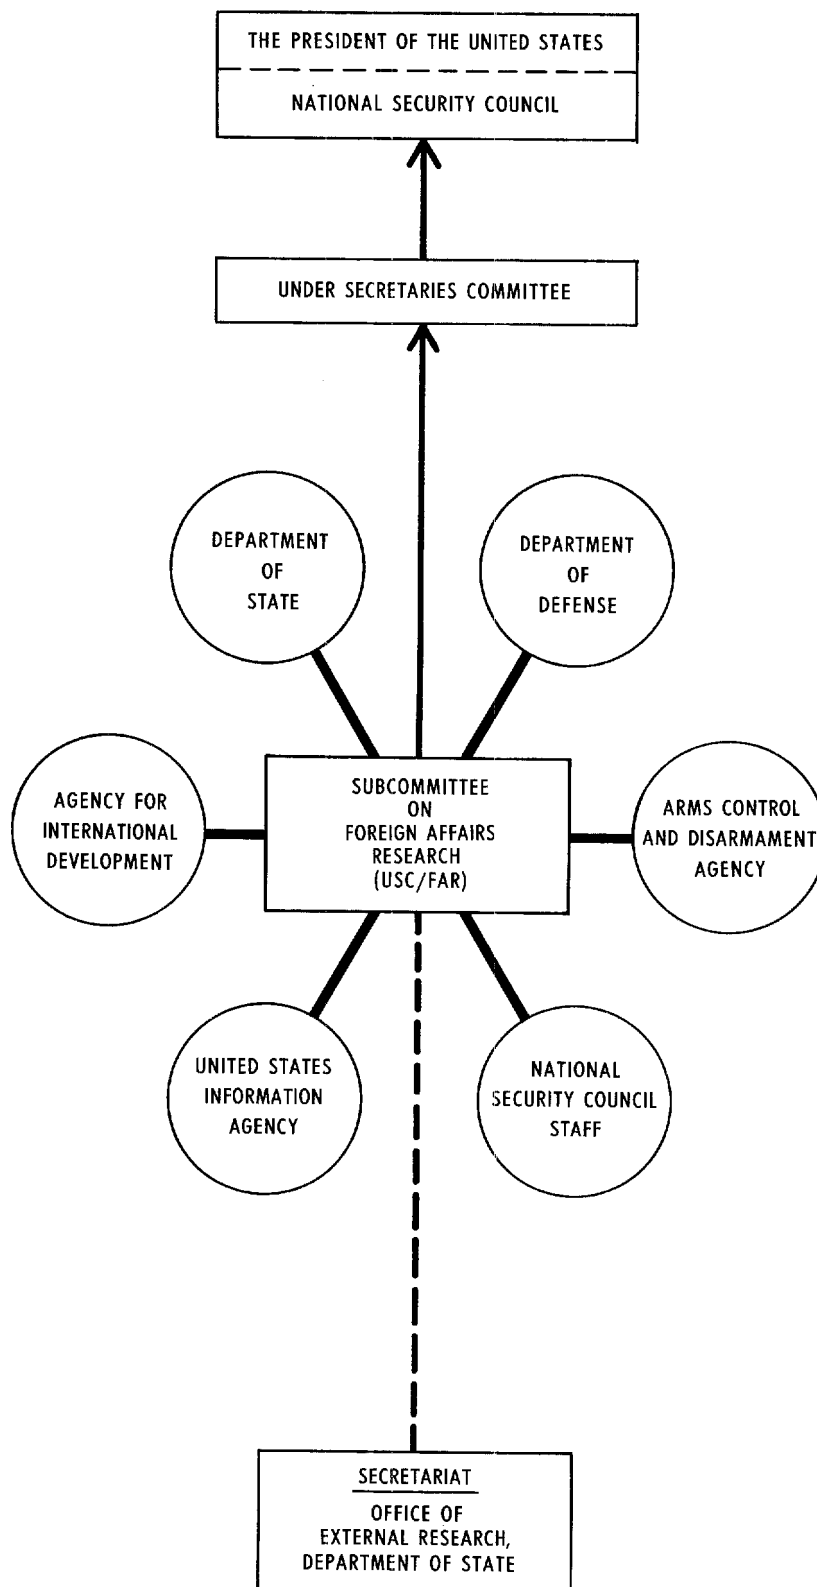 THE PRESIDENT OF THE UNITED STATES
NATIONAL SECURITY COUNCIL
UNDER SECRETARIES COMMITTEE
DEPARTMENT
OF
STATE
DEPARTMENT
OF
DEFENSE
AGENCY FOR
INTERNATIONAL
DEVELOPMENT
SUBCOMMITTEE
ON
FOREIGN AFFAIRS
RESEARCH
(USC/FAR)
ARMS CONTROL
AND DISARMAMENT
AGENCY
UNITED STATES
INFORMATION
AGENCY
NATIONAL
SECURITY COUNCIL
STAFF
SECRETARIAT
OFFICE OF
EXTERNAL RESEARCH,
DEPARTMENT OF STATE